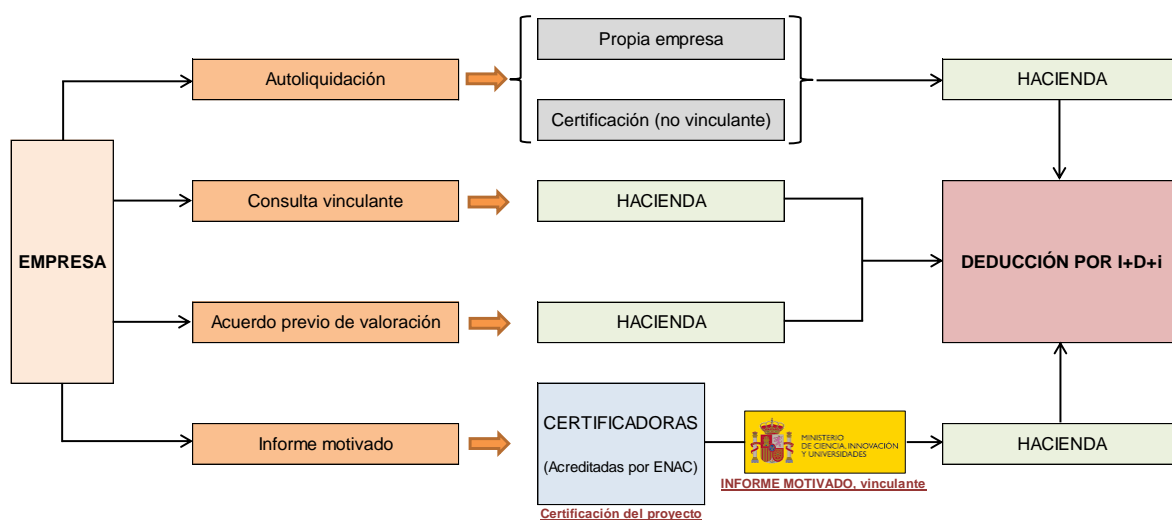 Propia empresa
Autoliquidación
HACIENDA
Certificación (no vinculante)
Consulta vinculante
HACIENDA
EMPRESA
DEDUCCIÓN POR I+D+i
Acuerdo previo de valoración
HACIENDA
CERTIFICADORAS
(Acreditadas por ENAC)
Informe motivado
MINISTERIO
DE CIENCIA, INNOVACIÓN
Y UNIVERSIDADES
HACIENDA
INFORME MOTIVADO, vinculante
Certificación del proyecto